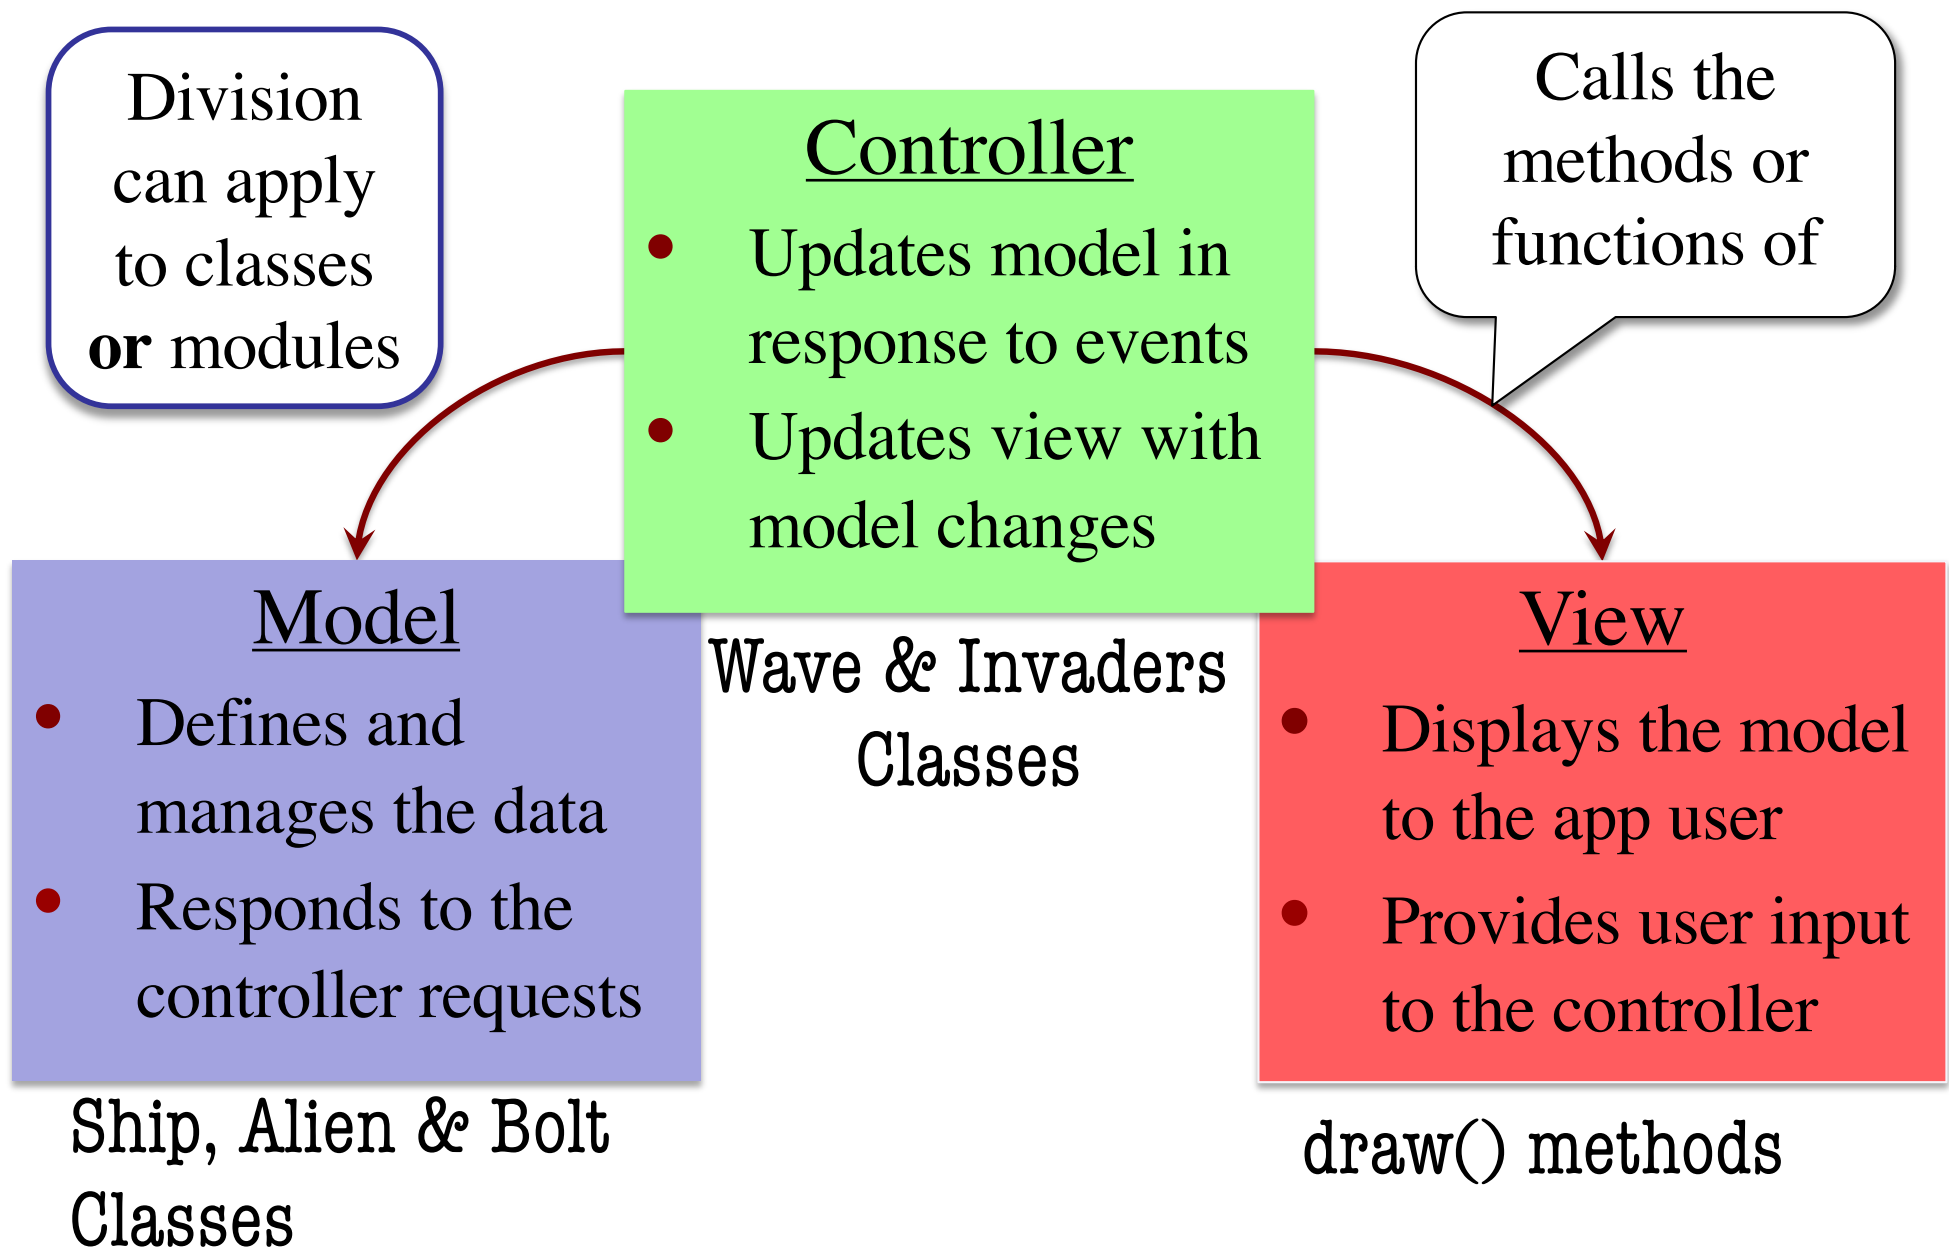 Division
can apply
to classes
or modules
Controller
• Updates model in
response to events
• Updates view with
model changes
Calls the
methods or
functions of
Model
• Defines and
manages the data
• Responds to the
controller requests
Wave & Invaders
Classes
View
• Displays the model
to the app user
• Provides user input
to the controller
Ship, Alien & Bolt
Classes
draw() methods